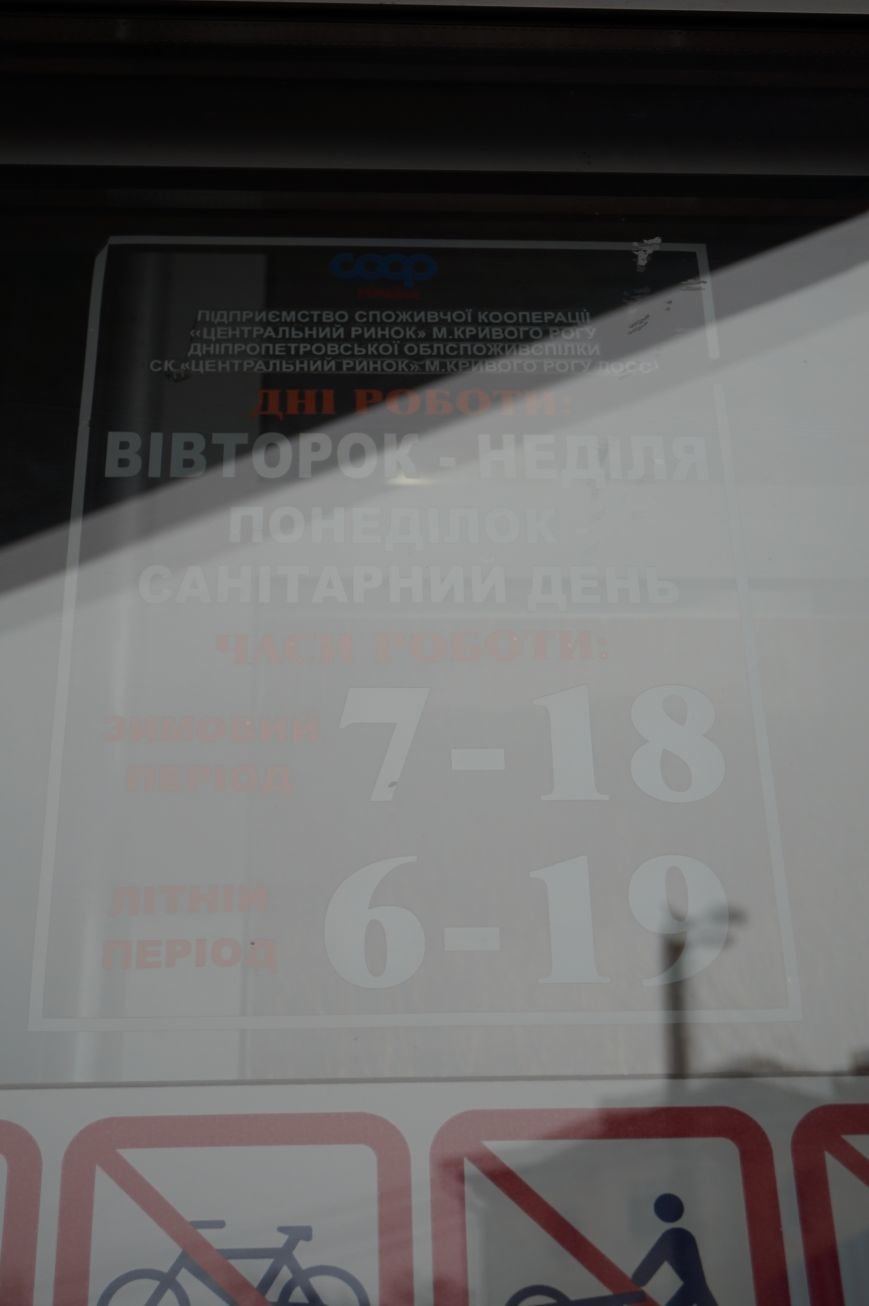 coop
ПІДПРИЄМСТВО СПОЖИВЧОЇ КООПЕРАЦІЇ
«ЦЕНТРАЛЬНИЙ РИНОК» М.КРИВОГО РОГУ
ДНІПРОПЕТРОВСЬКОЇ ОБЛСПОЖИВСПІЛКИ
СК «ЦЕНТРАЛЬНИЙ РИНОК» М.КРИВОГО РОГУ ДОСС»
ДНІ РОБОТИ:
ВІВТОРОК - НЕДІЛЯ
ПОНЕДІЛОК -
САНІТАРНИЙ ДЕНЬ
ЧАСИ РОБОТИ:
ЗИМОВИЙ ПЕРІОД 7-18
ЛІТНІЙ ПЕРІОД 6-19